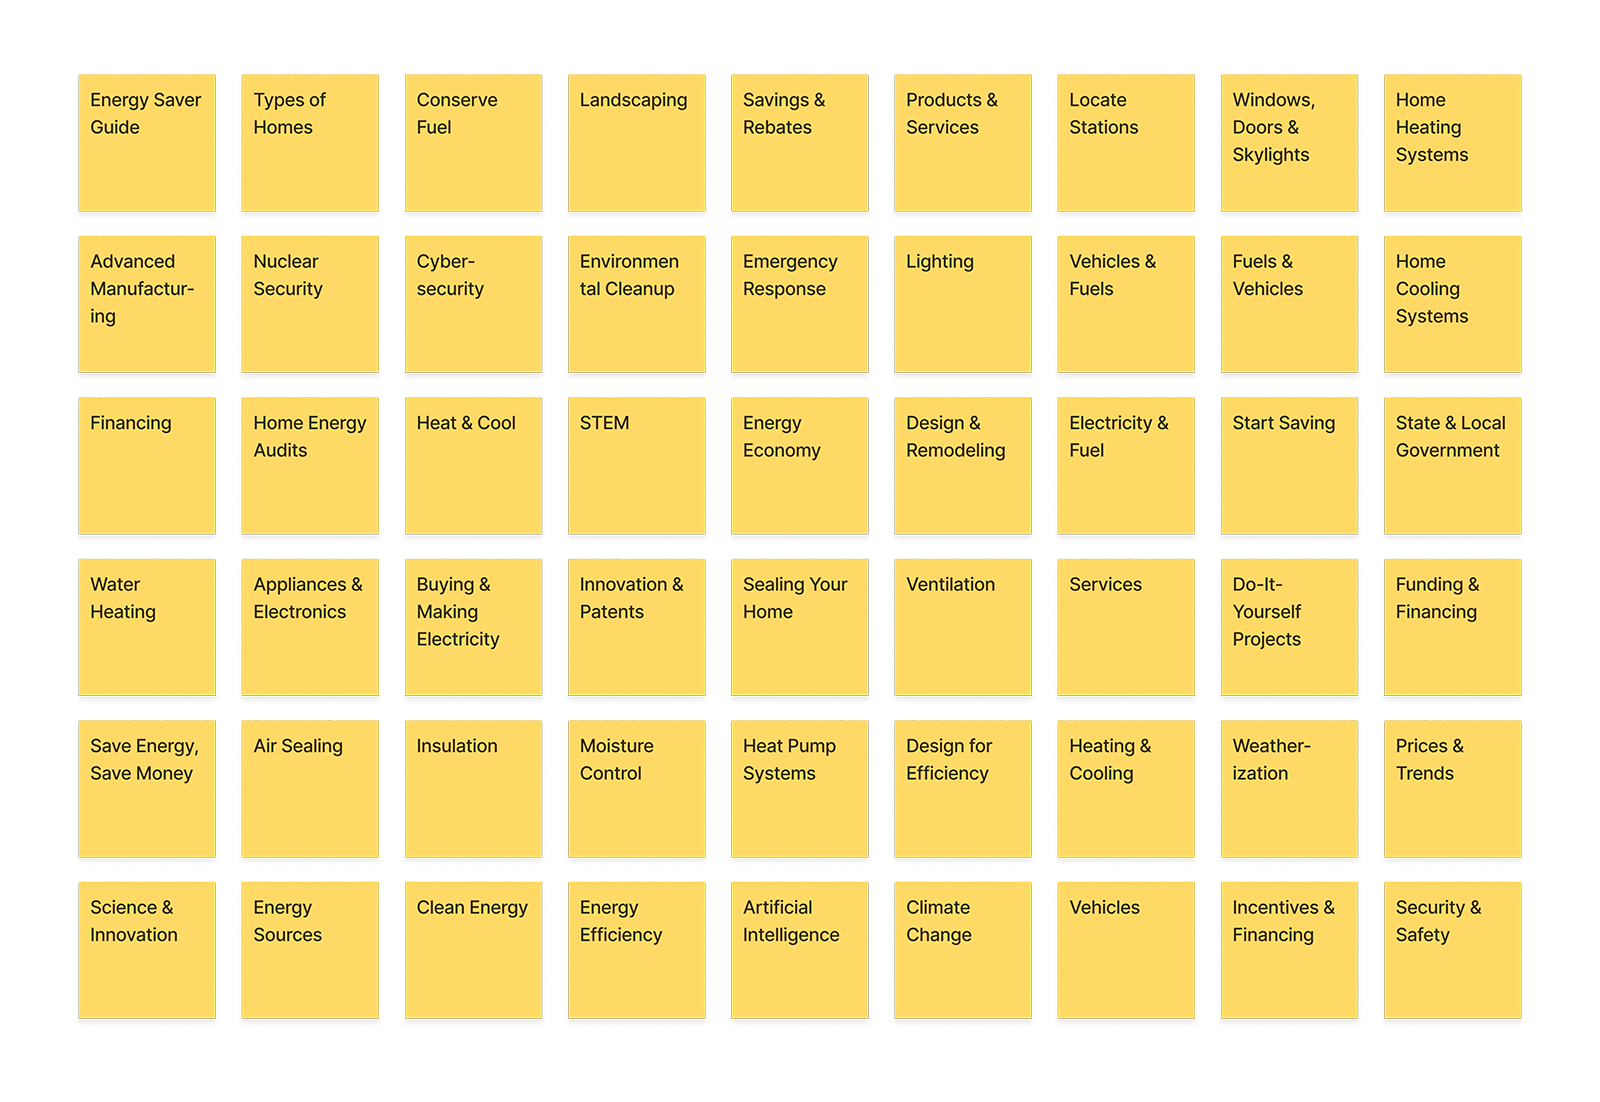 Energy Saver
Guide
Types of
Homes
Conserve
Fuel
Landscaping
Savings &
Rebates
Products &
Services
Locate
Stations
Windows,
Doors &
Skylights
Home
Heating
Systems
Advanced
Manufactur-
ing
Nuclear
Security
Cyber-
security
Environmen
tal Cleanup
Emergency
Response
Lighting
Vehicles &
Fuels
Fuels &
Vehicles
Home
Cooling
Systems
Financing
Home Energy
Audits
Heat & Cool
STEM
Energy
Economy
Design &
Remodeling
Electricity &
Fuel
Start Saving
State & Local
Government
Water
Heating
Appliances &
Electronics
Buying &
Making
Electricity
Innovation &
Patents
Sealing Your
Home
Ventilation
Services
Do-It-
Yourself
Projects
Funding &
Financing
Save Energy,
Save Money
Air Sealing
Insulation
Moisture
Control
Heat Pump
Systems
Design for
Efficiency
Heating &
Cooling
Weather-
ization
Prices &
Trends
Science &
Innovation
Energy
Sources
Clean Energy
Energy
Efficiency
Artificial
Intelligence
Climate
Change
Vehicles
Incentives &
Financing
Security &
Safety